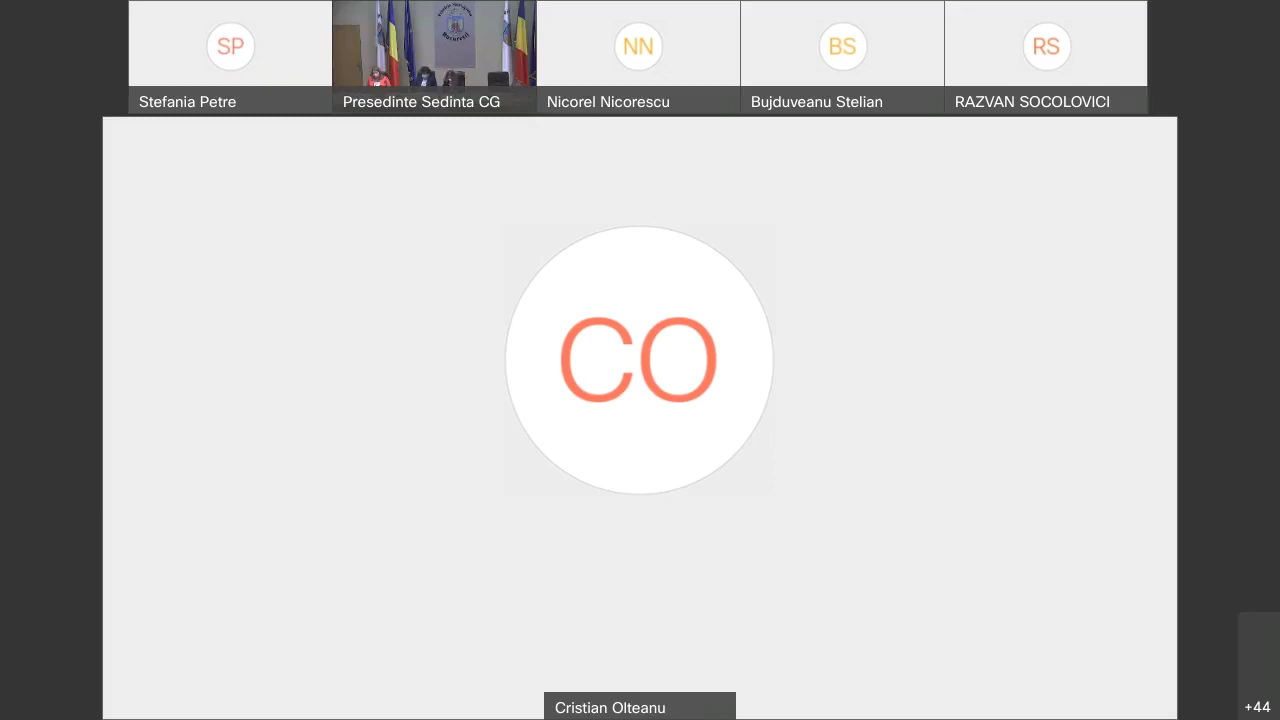 SP
NN
BS
RS
Stefania Petre
Presedinte Sedinta CG
Nicorel Nicorescu
Bujduveanu Stelian
RAZVAN SOCOLOVICI
CO
Cristian Olteanu
+44